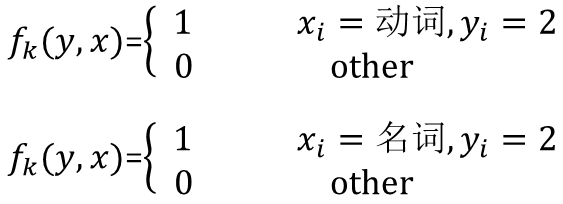 f_k(y, x)={ 1 x_i = 动词, y_i = 2
0 other
f_k(y, x)={ 1 x_i = 名词, y_i = 2
0 other